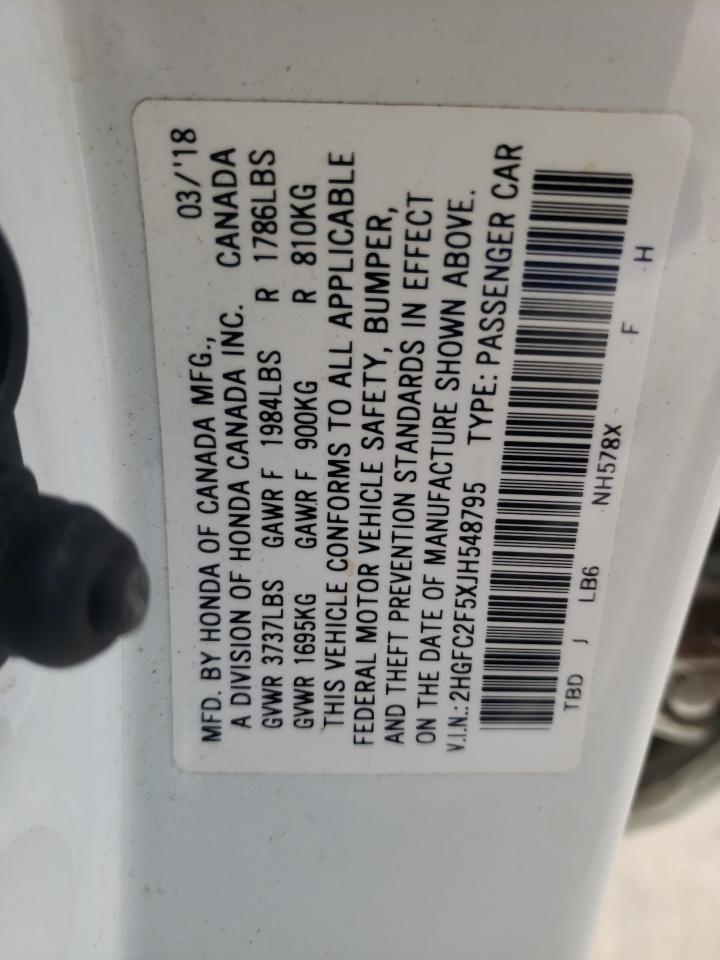 MFD. BY HONDA OF CANADA MFG., 03/'18
A DIVISION OF HONDA CANADA INC. CANADA
GVWR 3737LBS GAWR F 1984LBS R 1786LBS
GVWR 1695KG GAWR F 900KG R 810KG
THIS VEHICLE CONFORMS TO ALL APPLICABLE
FEDERAL MOTOR VEHICLE SAFETY, BUMPER,
AND THEFT PREVENTION STANDARDS IN EFFECT
ON THE DATE OF MANUFACTURE SHOWN ABOVE.
V.I.N.: 2HGFC2F5XJH548795 TYPE: PASSENGER CAR
TBD J LB6 NH578X F H